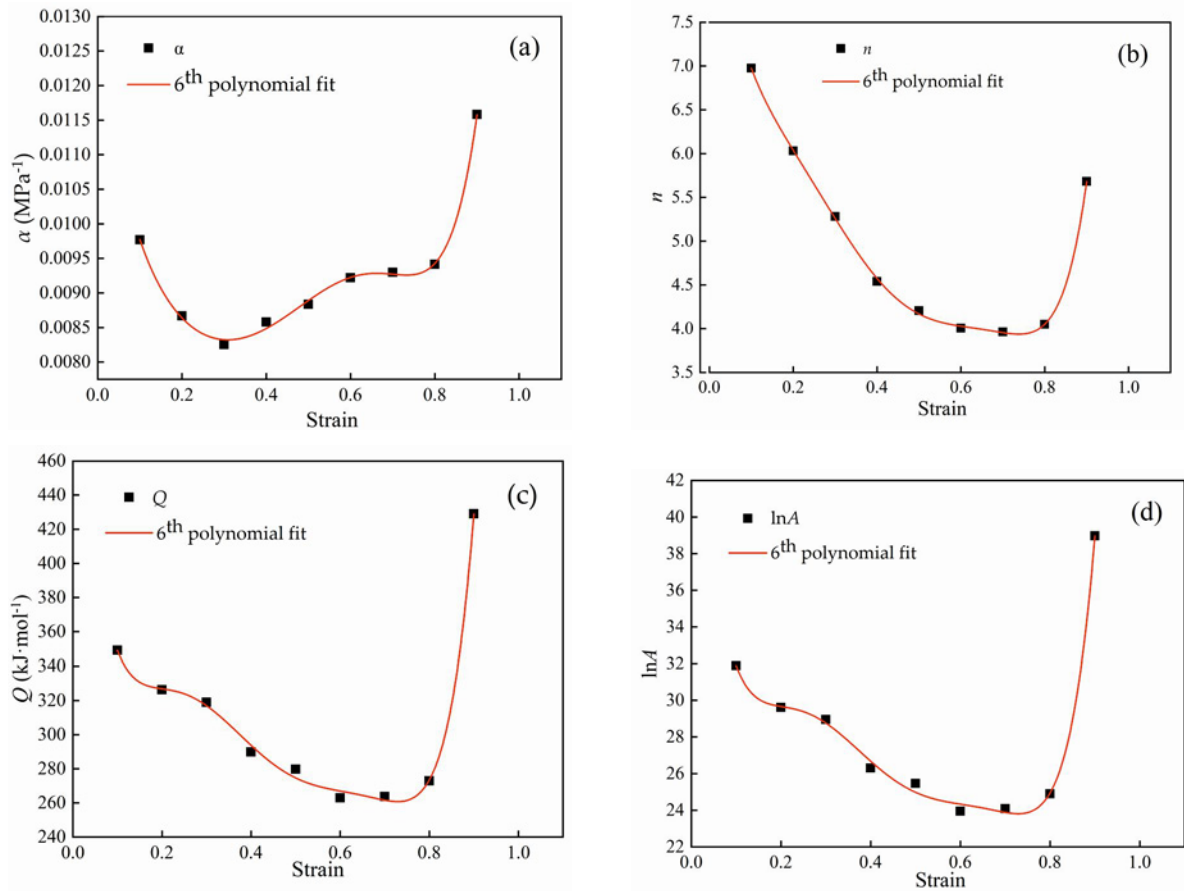 0.0130
0.0125
0.0120
0.0115
0.0110
0.0105
0.0100
0.0095
0.0090
0.0085
0.0080
α (MPa⁻¹)
α
6th polynomial fit
(a)
0.0 0.2 0.4 0.6 0.8 1.0
Strain
7.5
7.0
6.5
6.0
5.5
5.0
4.5
4.0
3.5
n
n
6th polynomial fit
(b)
0.0 0.2 0.4 0.6 0.8 1.0
Strain
460
440
420
400
380
360
340
320
300
280
260
240
Q (kJ·mol⁻¹)
Q
6th polynomial fit
(c)
0.0 0.2 0.4 0.6 0.8 1.0
Strain
42
40
38
36
34
32
30
28
26
24
22
lnA
lnA
6th polynomial fit
(d)
0.0 0.2 0.4 0.6 0.8 1.0
Strain